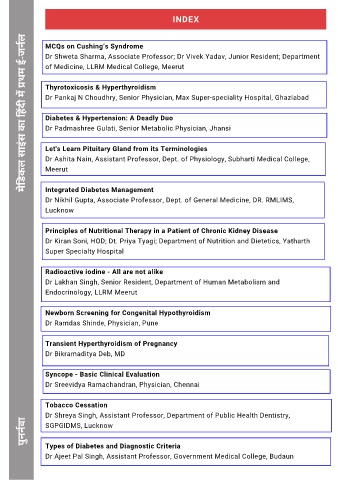 INDEX
MCQs on Cushing's Syndrome
Dr Shweta Sharma, Associate Professor; Dr Vivek Yadav, Junior Resident; Department
of Medicine, LLRM Medical College, Meerut
Thyrotoxicosis & Hyperthyroidism
Dr Pankaj N Choudhry, Senior Physician, Max Super-speciality Hospital, Ghaziabad
Diabetes & Hypertension: A Deadly Duo
Dr Padmashree Gulati, Senior Metabolic Physician, Jhansi
Let's Learn Pituitary Gland from its Terminologies
Dr Ashita Nain, Assistant Professor, Dept. of Physiology, Subharti Medical College,
Meerut
Integrated Diabetes Management
Dr Nikhil Gupta, Associate Professor, Dept. of General Medicine, DR. RMLIMS,
Lucknow
Principles of Nutritional Therapy in a Patient of Chronic Kidney Disease
Dr Kiran Soni, HOD; Dt. Priya Tyagi; Department of Nutrition and Dietetics, Yatharth
Super Specialty Hospital
Radioactive iodine - All are not alike
Dr Lakhan Singh, Senior Resident, Department of Human Metabolism and
Endocrinology, LLRM Meerut
Newborn Screening for Congenital Hypothyroidism
Dr Ramdas Shinde, Physician, Pune
Transient Hyperthyroidism of Pregnancy
Dr Bikramaditya Deb, MD
Syncope - Basic Clinical Evaluation
Dr Sreevidya Ramachandran, Physician, Chennai
Tobacco Cessation
Dr Shreya Singh, Assistant Professor, Department of Public Health Dentistry,
SGPGIDMS, Lucknow
Types of Diabetes and Diagnostic Criteria
Dr Ajeet Pal Singh, Assistant Professor, Government Medical College, Budaun
मेडिकल साइंस का हिंदी में प्रथम ई-जर्नल
पुनर्नवा